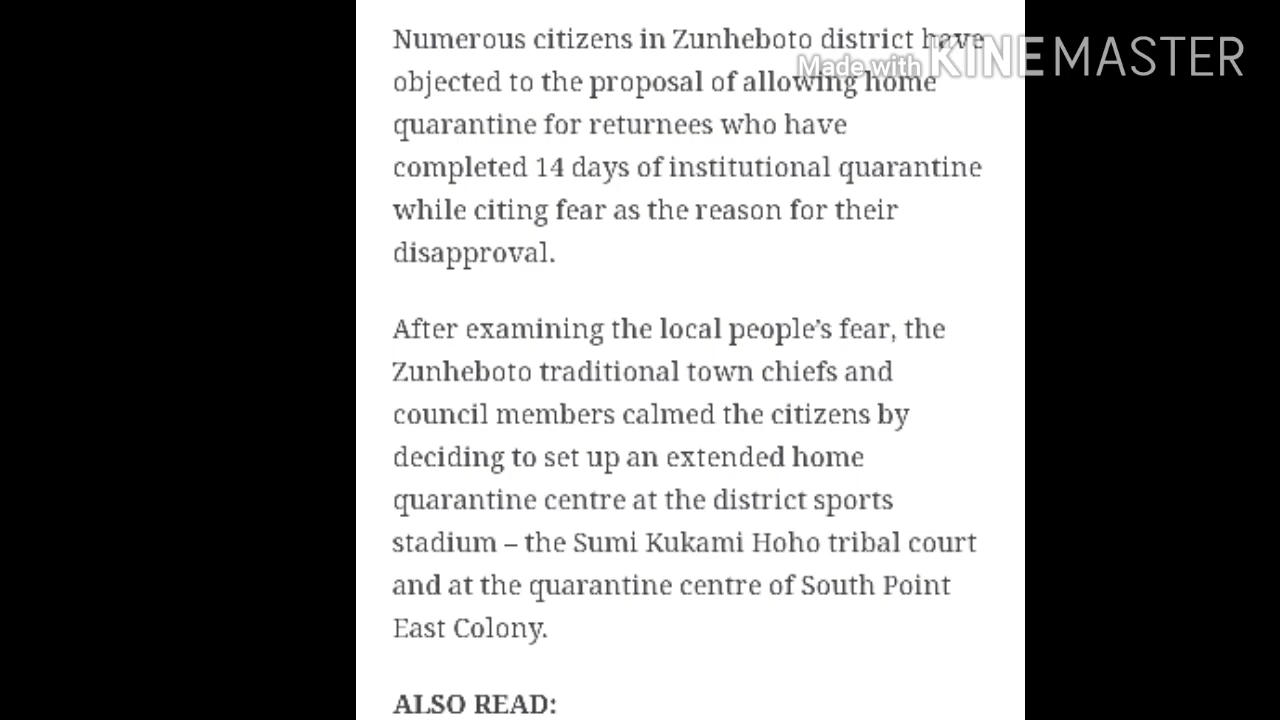 Numerous citizens in Zunheboto district have
Made with KINEMASTER
objected to the proposal of allowing home
quarantine for returnees who have
completed 14 days of institutional quarantine
while citing fear as the reason for their
disapproval.
After examining the local people’s fear, the
Zunheboto traditional town chiefs and
council members calmed the citizens by
deciding to set up an extended home
quarantine centre at the district sports
stadium – the Sumi Kukami Hoho tribal court
and at the quarantine centre of South Point
East Colony.
ALSO READ: